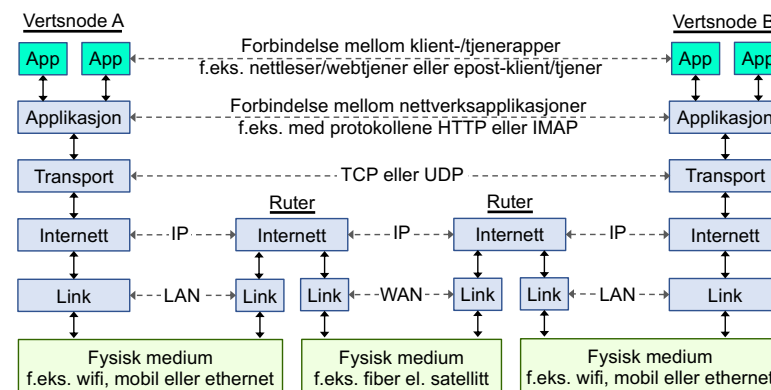 Vertsnode A
Vertsnode B
App
App
Forbindelse mellom klient-/tjenerapper
f.eks. nettleser/webtjener eller epost-klient/tjener
App
App
Applikasjon
Forbindelse mellom nettverksapplikasjoner
f.eks. med protokollene HTTP eller IMAP
Applikasjon
Transport
TCP eller UDP
Transport
Ruter
Ruter
Internett
IP
Internett
IP
Internett
IP
Internett
Link
LAN
Link
Link
WAN
Link
Link
LAN
Link
Fysisk medium
f.eks. wifi, mobil eller ethernet
Fysisk medium
f.eks. fiber el. satellitt
Fysisk medium
f.eks. wifi, mobil eller ethernet